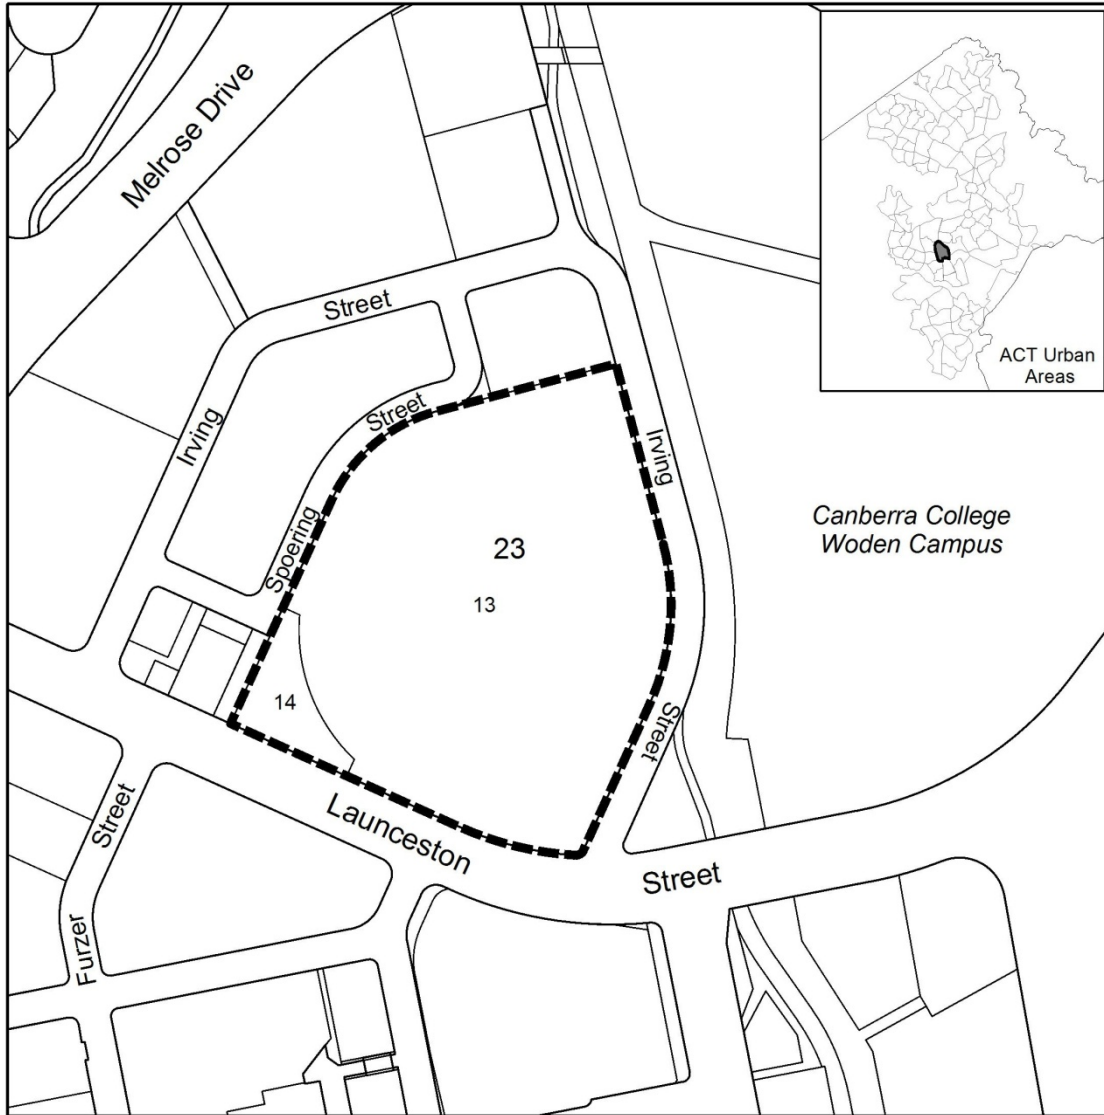 Melrose Drive
ACT Urban
Areas
Street
Irving
Street
Irving
Spoering
Canberra College
Woden Campus
23
13
14
Street
Launceston
Street
Street
Furzer